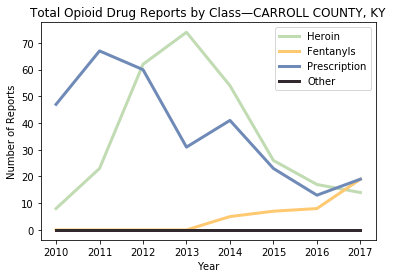 Total Opioid Drug Reports by Class—CARROLL COUNTY, KY
Heroin
Fentanyls
Prescription
Other
Number of Reports
70
60
50
40
30
20
10
0
2010 2011 2012 2013 2014 2015 2016 2017
Year